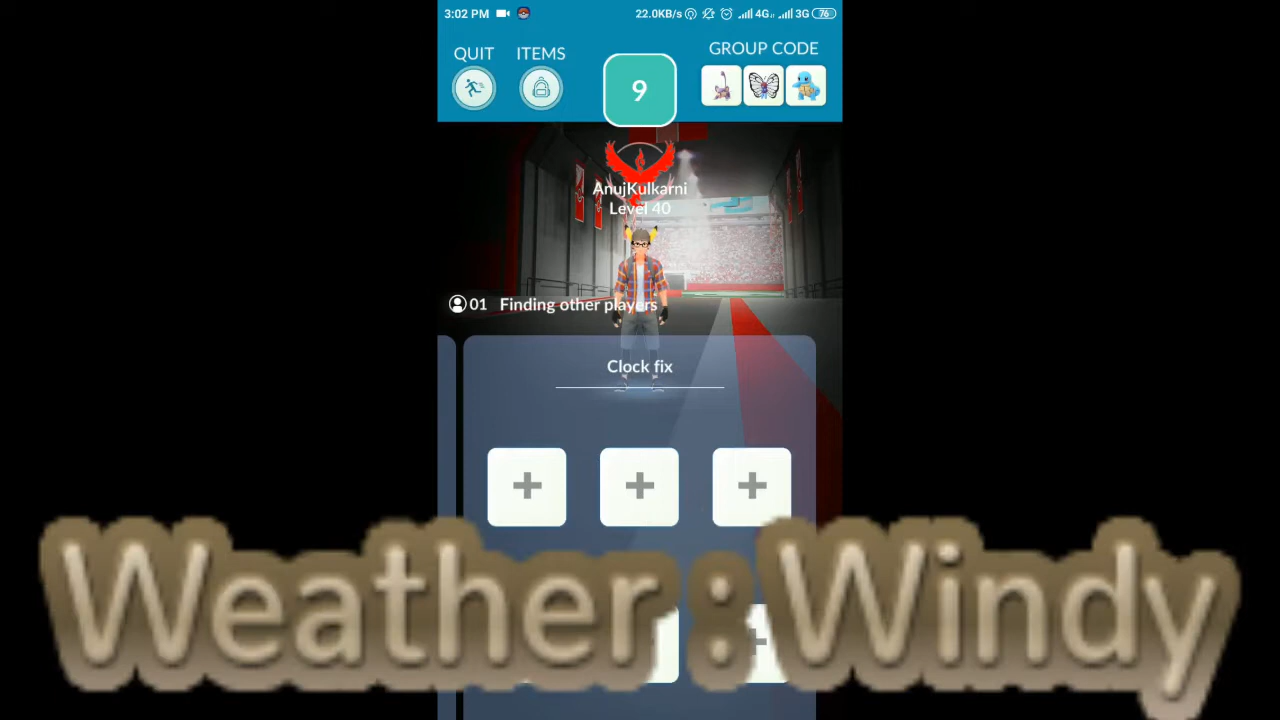 3:02 PM 22.0KB/s 4G 3G 76
QUIT ITEMS GROUP CODE
9
AnujKulkarni
Level 40
01 Finding other players
Clock fix
Weather : Windy